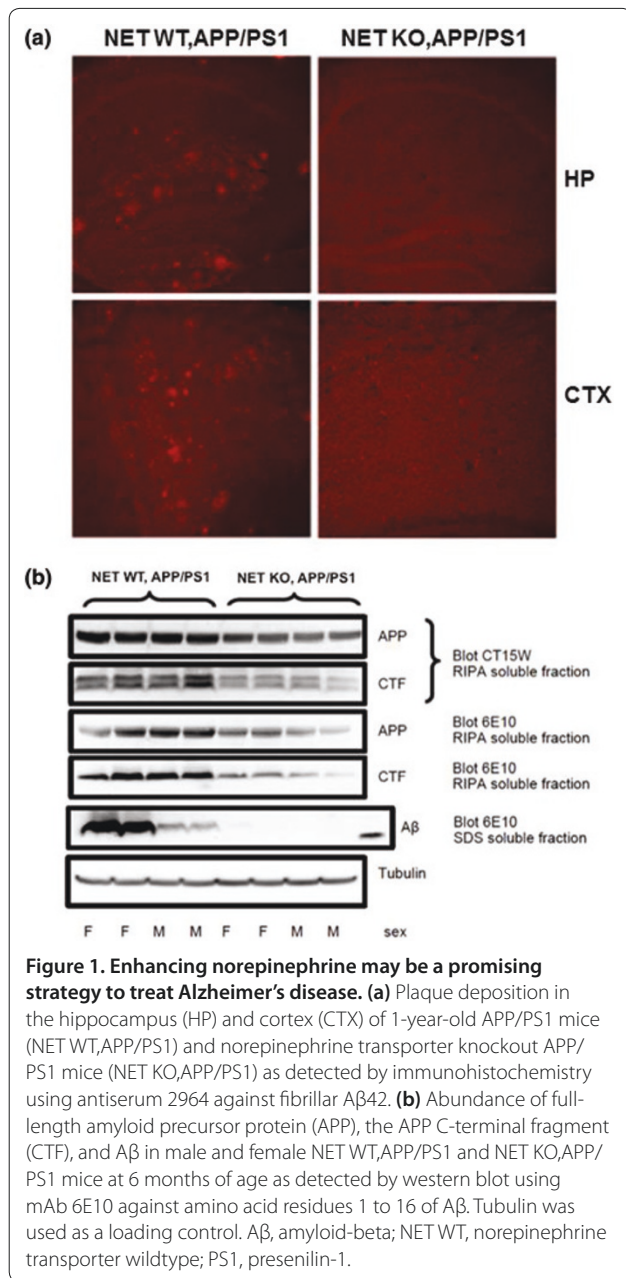 (a)
NET WT,APP/PS1 NET KO,APP/PS1
HP
CTX
(b)
NET WT, APP/PS1 NET KO, APP/PS1
APP
CTF
Blot CT15W
RIPA soluble fraction
APP
Blot 6E10
RIPA soluble fraction
CTF
Blot 6E10
RIPA soluble fraction
Aβ
Blot 6E10
SDS soluble fraction
Tubulin
F F M M F F M M sex
Figure 1. Enhancing norepinephrine may be a promising
strategy to treat Alzheimer's disease. (a) Plaque deposition in
the hippocampus (HP) and cortex (CTX) of 1-year-old APP/PS1 mice
(NET WT,APP/PS1) and norepinephrine transporter knockout APP/
PS1 mice (NET KO,APP/PS1) as detected by immunohistochemistry
using antiserum 2964 against fibrillar Aβ42. (b) Abundance of full-
length amyloid precursor protein (APP), the APP C-terminal fragment
(CTF), and Aβ in male and female NET WT,APP/PS1 and NET KO,APP/
PS1 mice at 6 months of age as detected by western blot using
mAb 6E10 against amino acid residues 1 to 16 of Aβ. Tubulin was
used as a loading control. Aβ, amyloid-beta; NET WT, norepinephrine
transporter wildtype; PS1, presenilin-1.